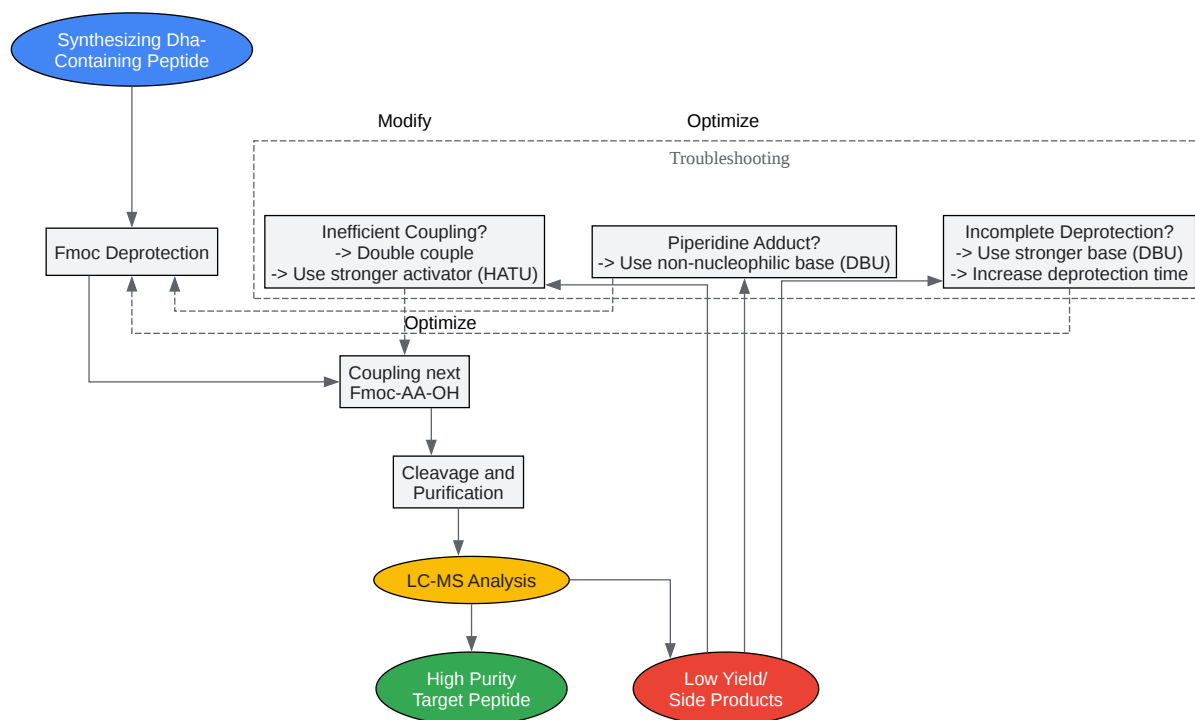 Synthesizing Dha-
Containing Peptide
Modify
Optimize
Troubleshooting
Fmoc Deprotection
Inefficient Coupling?
-> Double couple
-> Use stronger activator (HATU)
Piperidine Adduct?
-> Use non-nucleophilic base (DBU)
Incomplete Deprotection?
-> Use stronger base (DBU)
-> Increase deprotection time
Optimize
Coupling next
Fmoc-AA-OH
Cleavage and
Purification
LC-MS Analysis
High Purity
Target Peptide
Low Yield/
Side Products